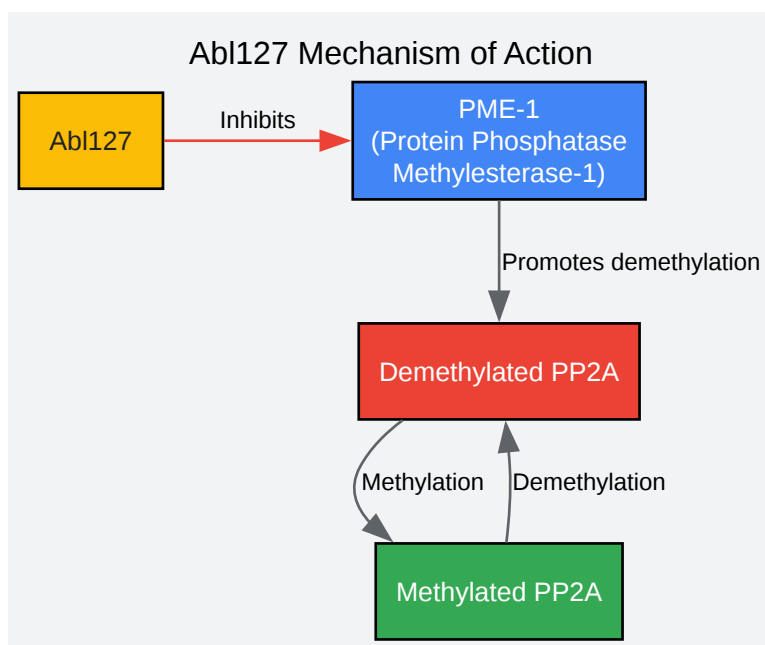 Abl127 Mechanism of Action
Abl127
Inhibits
PME-1
(Protein Phosphatase
Methylesterase-1)
Promotes demethylation
Demethylated PP2A
Methylation
Demethylation
Methylated PP2A